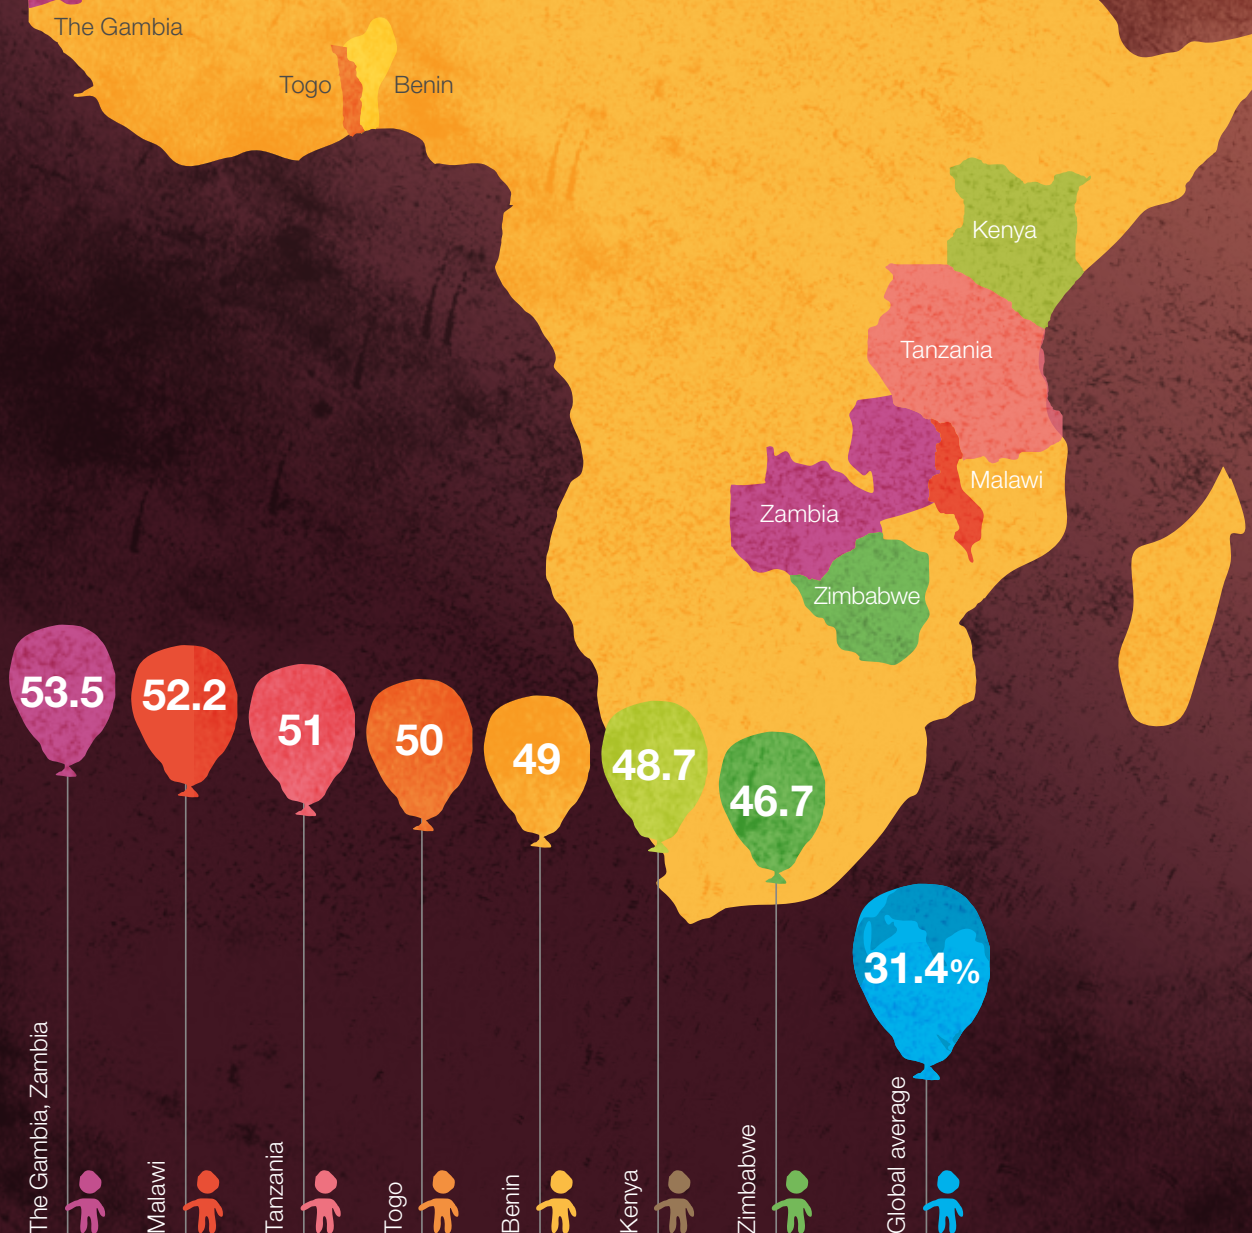 The Gambia
Togo
Benin
Kenya
Tanzania
Malawi
Zambia
Zimbabwe
53.5
52.2
51
50
49
48.7
46.7
31.4%
The Gambia, Zambia
Malawi
Tanzania
Togo
Benin
Kenya
Zimbabwe
Global average